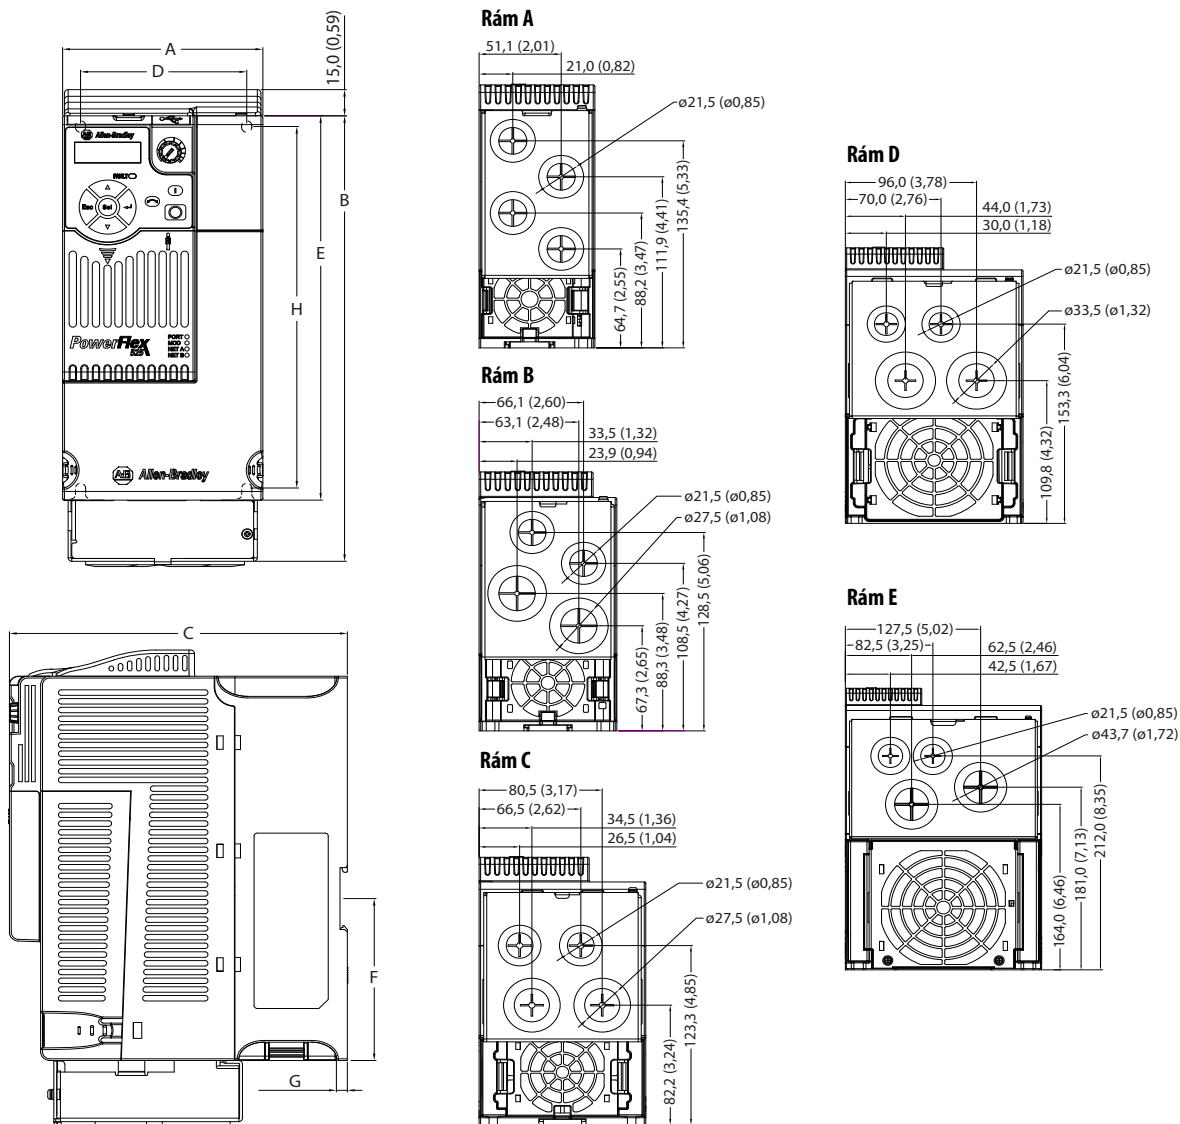 A
D
15,0 (0,59)
Allen-Bradley
FAULT
Esc
Sel
B
E
H
PowerFlex
525
PORT
MOD
NET A
NET B
A-B Allen-Bradley
C
F
G
Rám A
51,1 (2,01)
21,0 (0,82)
ø21,5 (ø0,85)
64,7 (2,55)
88,2 (3,47)
111,9 (4,41)
135,4 (5,33)
Rám B
66,1 (2,60)
63,1 (2,48)
33,5 (1,32)
23,9 (0,94)
ø21,5 (ø0,85)
ø27,5 (ø1,08)
67,3 (2,65)
88,3 (3,48)
108,5 (4,27)
128,5 (5,06)
Rám C
80,5 (3,17)
66,5 (2,62)
34,5 (1,36)
26,5 (1,04)
ø21,5 (ø0,85)
ø27,5 (ø1,08)
82,2 (3,24)
123,3 (4,85)
Rám D
96,0 (3,78)
70,0 (2,76)
44,0 (1,73)
30,0 (1,18)
ø21,5 (ø0,85)
ø33,5 (ø1,32)
109,8 (4,32)
153,3 (6,04)
Rám E
127,5 (5,02)
82,5 (3,25)
62,5 (2,46)
42,5 (1,67)
ø21,5 (ø0,85)
ø43,7 (ø1,72)
164,0 (6,46)
181,0 (7,13)
212,0 (8,35)